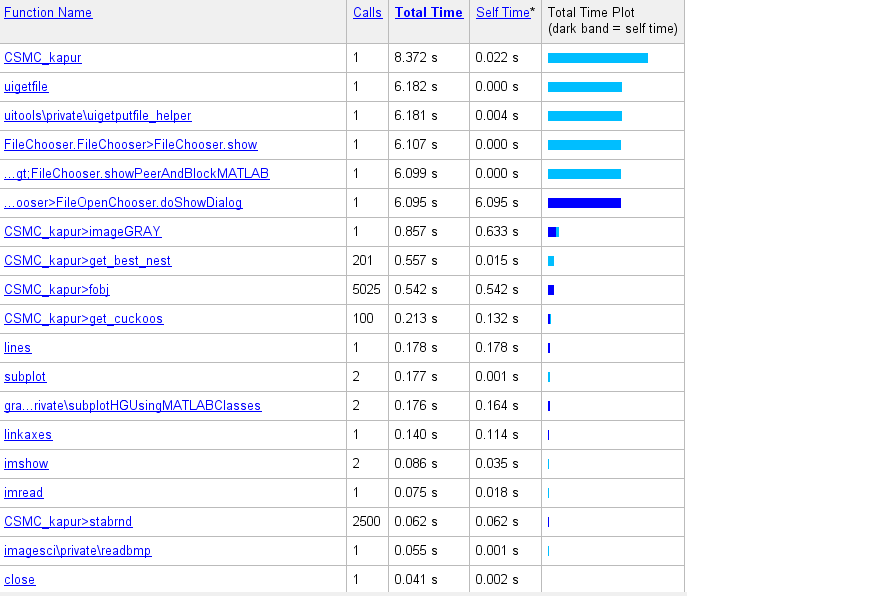 Function Name Calls Total Time Self Time* Total Time Plot
(dark band = self time)
CSMC_kapur 1 8.372 s 0.022 s
uigetfile 1 6.182 s 0.000 s
uitools\private\uigetputfile_helper 1 6.181 s 0.004 s
FileChooser.FileChooser>FileChooser.show 1 6.107 s 0.000 s
...gt;FileChooser.showPeerAndBlockMATLAB 1 6.099 s 0.000 s
...ooser>FileOpenChooser.doShowDialog 1 6.095 s 6.095 s
CSMC_kapur>imageGRAY 1 0.857 s 0.633 s
CSMC_kapur>get_best_nest 201 0.557 s 0.015 s
CSMC_kapur>fobj 5025 0.542 s 0.542 s
CSMC_kapur>get_cuckoos 100 0.213 s 0.132 s
lines 1 0.178 s 0.178 s
subplot 2 0.177 s 0.001 s
gra...rivate\subplotHGUsingMATLABClasses 2 0.176 s 0.164 s
linkaxes 1 0.140 s 0.114 s
imshow 2 0.086 s 0.035 s
imread 1 0.075 s 0.018 s
CSMC_kapur>stabrnd 2500 0.062 s 0.062 s
imagesci\private\readbmp 1 0.055 s 0.001 s
close 1 0.041 s 0.002 s